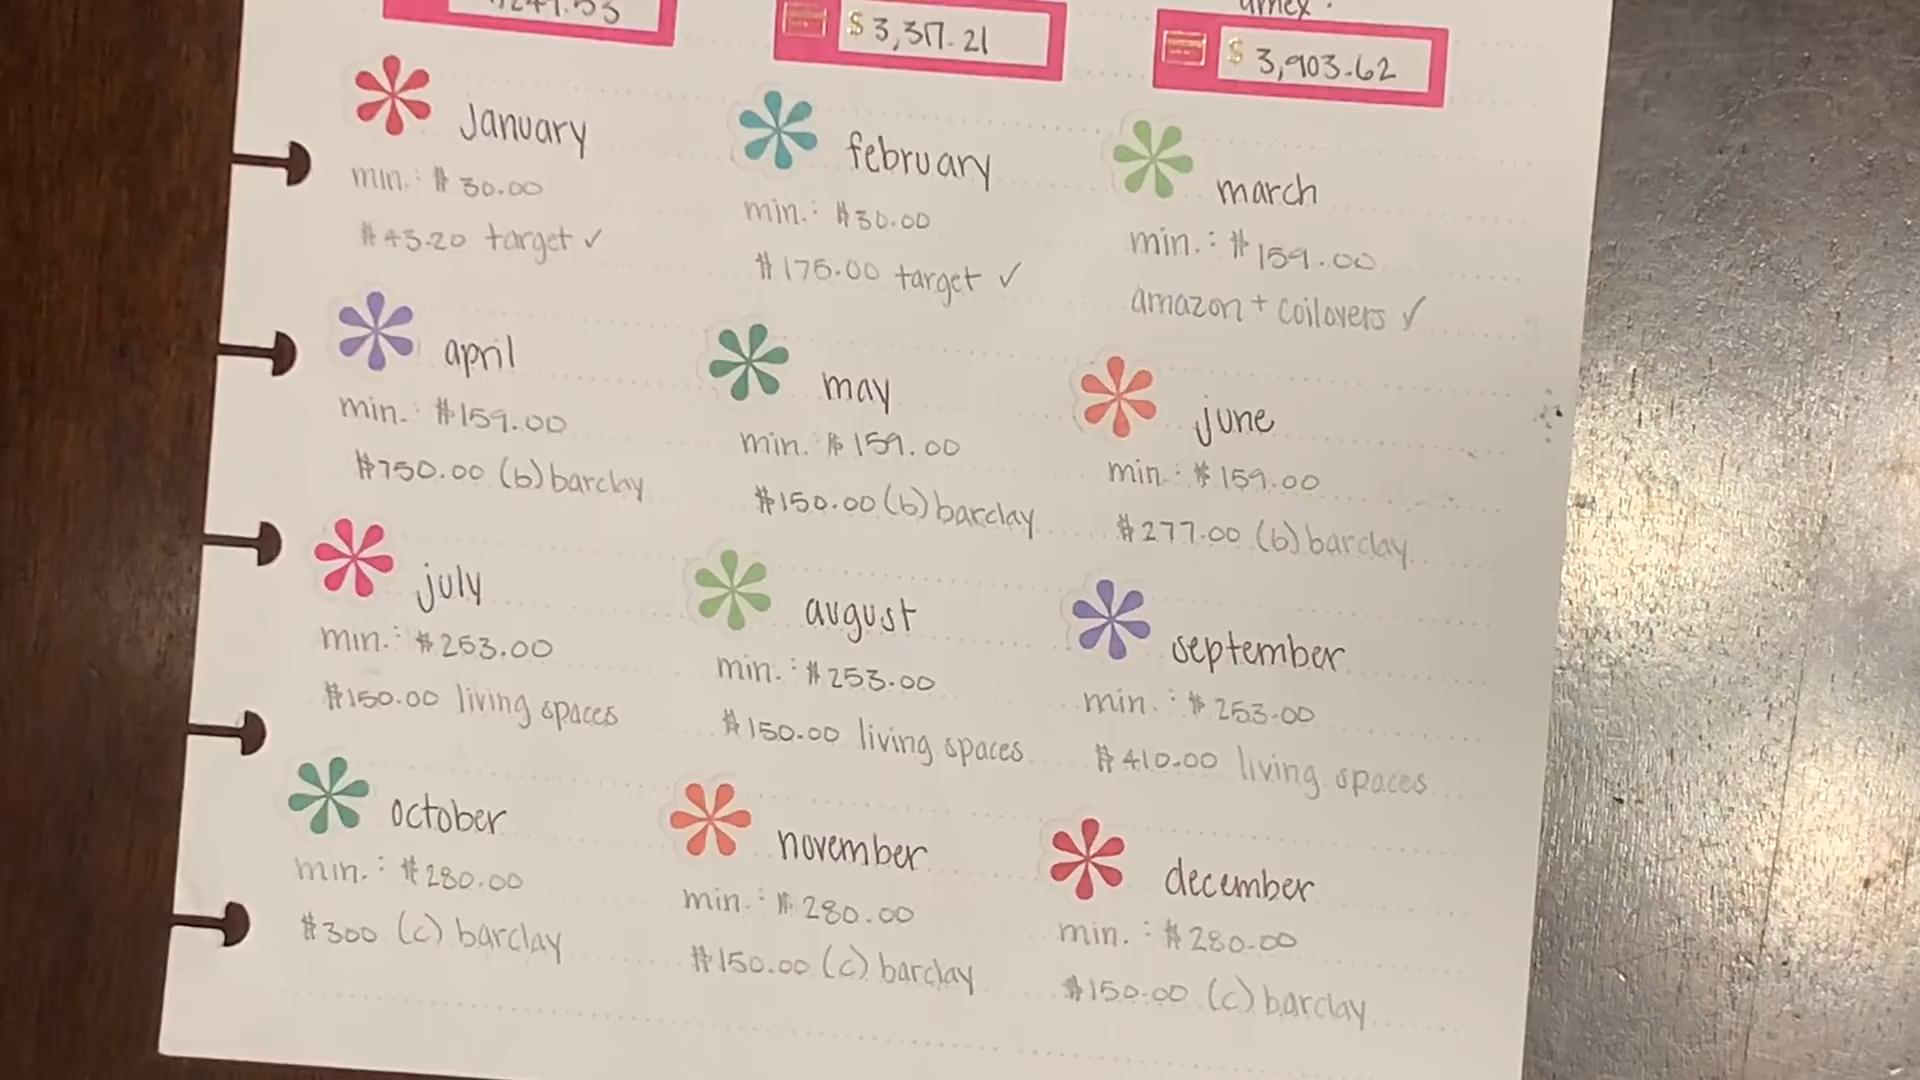 amex :
$ 3,317.21
$ 3,903.62
january
min. : $30.00
$43.20 target ✓
february
min. : $30.00
$175.00 target ✓
march
min. : $159.00
amazon + coilovers ✓
april
min. : $159.00
$750.00 (b) barclay
may
min. $159.00
$150.00 (b) barclay
june
min : $159.00
$277.00 (b) barclay
july
min. : $253.00
$150.00 living spaces
august
min. : $253.00
$150.00 living spaces
september
min. : $253.00
$410.00 living spaces
october
min. : $280.00
$300 (c) barclay
november
min. : $280.00
$150.00 (c) barclay
december
min. : $280.00
$150.00 (c) barclay